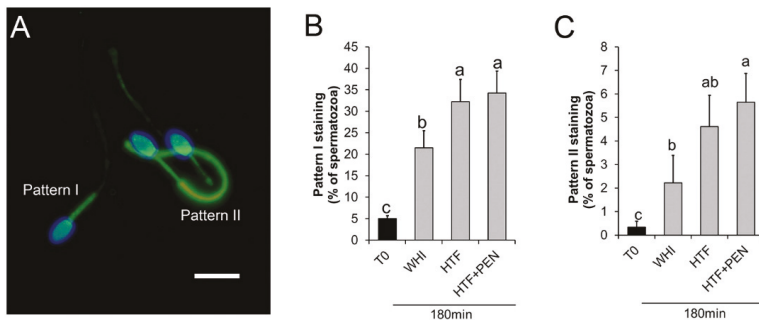 A
Pattern I
Pattern II
B
Pattern I staining
(% of spermatozoa)
45
40
35
30
25
20
15
10
5
0
c
b
a
a
T0
WHI
HTF
HTF+PEN
180min
C
Pattern II staining
(% of spermatozoa)
8
7
6
5
4
3
2
1
0
c
b
ab
a
T0
WHI
HTF
HTF+PEN
180min